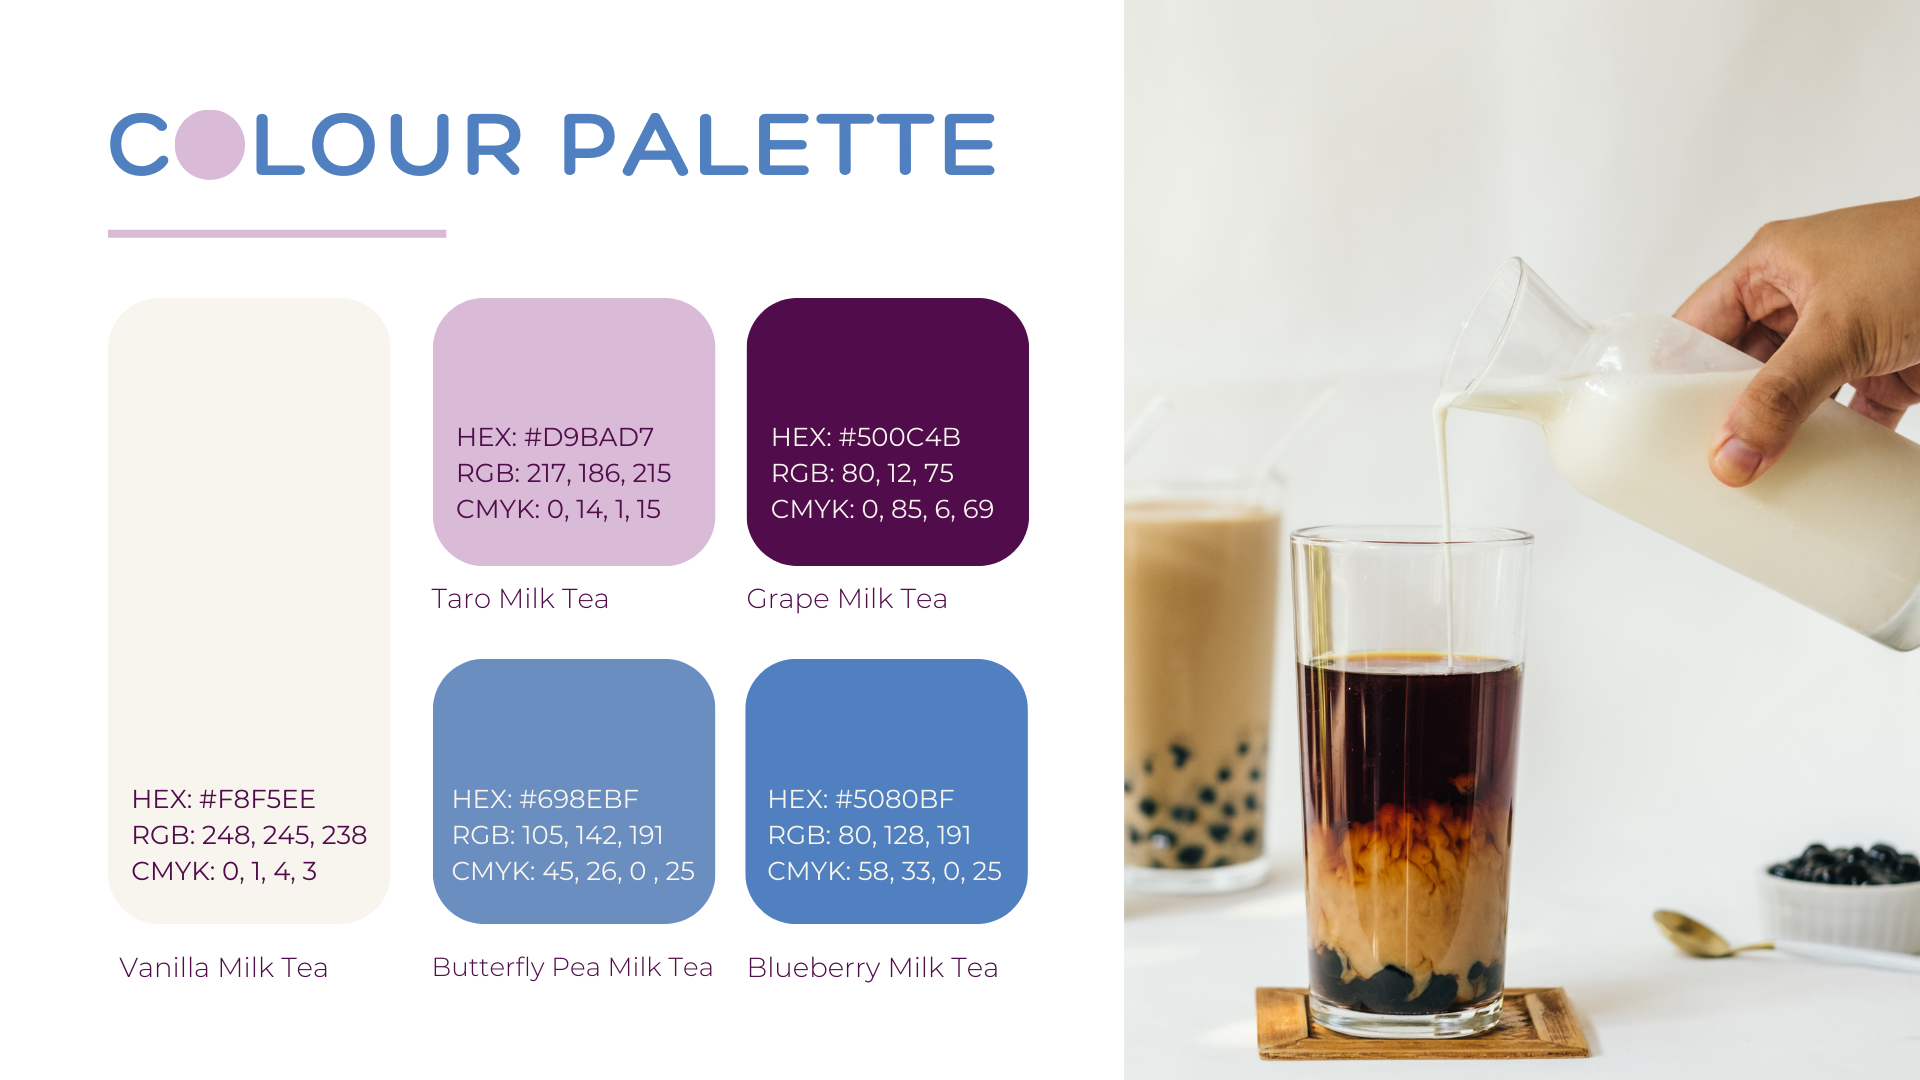 COLOUR PALETTE
HEX: #F8F5EE
RGB: 248, 245, 238
CMYK: 0, 1, 4, 3
Vanilla Milk Tea
HEX: #D9BAD7
RGB: 217, 186, 215
CMYK: 0, 14, 1, 15
Taro Milk Tea
HEX: #500C4B
RGB: 80, 12, 75
CMYK: 0, 85, 6, 69
Grape Milk Tea
HEX: #698EBF
RGB: 105, 142, 191
CMYK: 45, 26, 0 , 25
Butterfly Pea Milk Tea
HEX: #5080BF
RGB: 80, 128, 191
CMYK: 58, 33, 0, 25
Blueberry Milk Tea